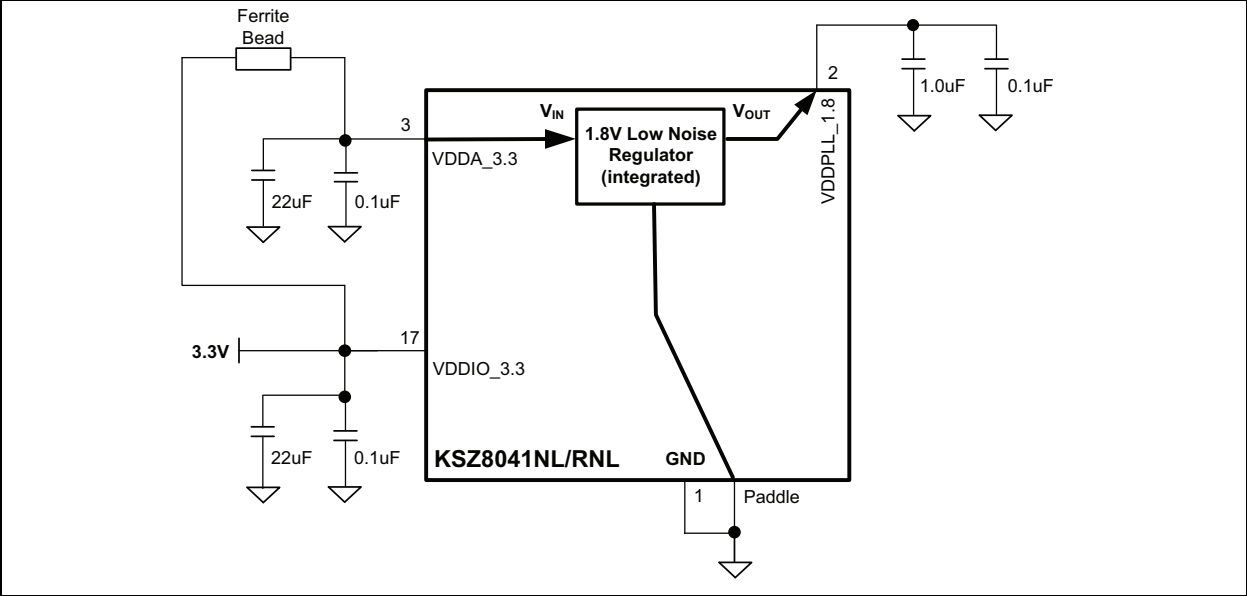 Ferrite
Bead
2
1.0uF
0.1uF
VIN
VOUT
3
1.8V Low Noise
Regulator
(integrated)
VDDA_3.3
VDDPLL_1.8
22uF
0.1uF
17
3.3V
VDDIO_3.3
22uF
0.1uF
KSZ8041NL/RNL
GND
1
Paddle